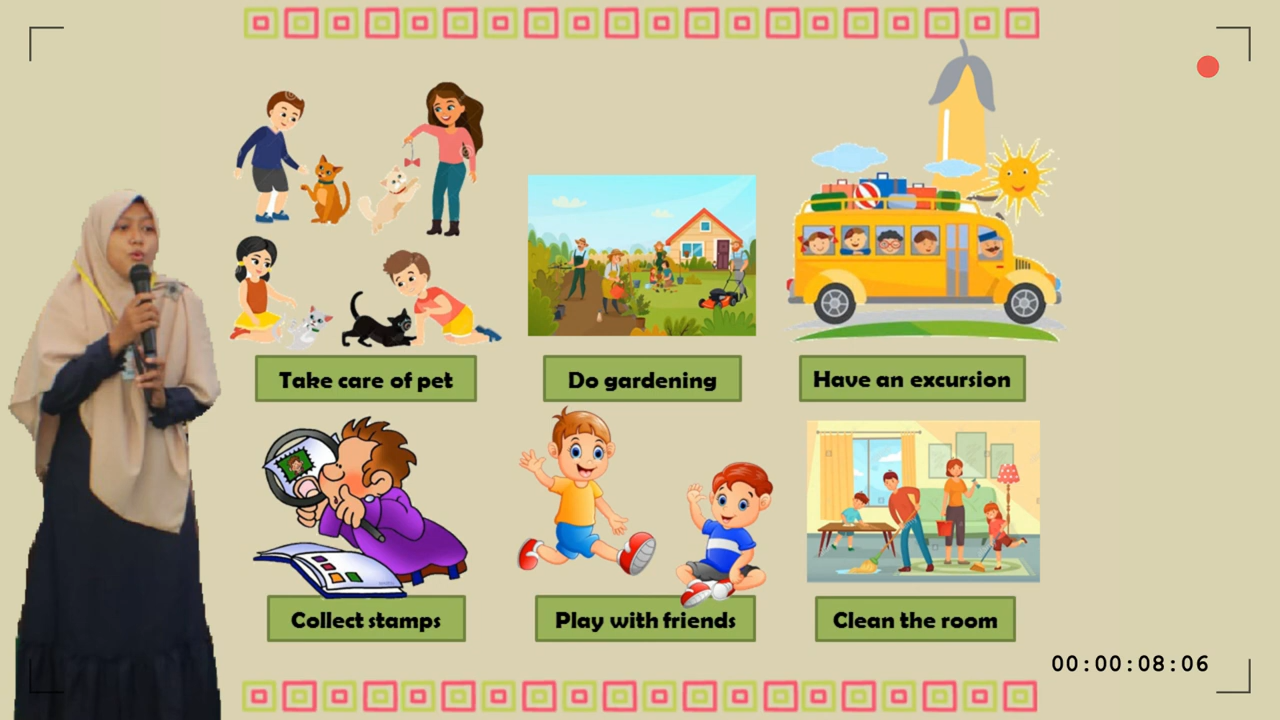 Take care of pet
Do gardening
Have an excursion
Collect stamps
Play with friends
Clean the room
00:00:08:06